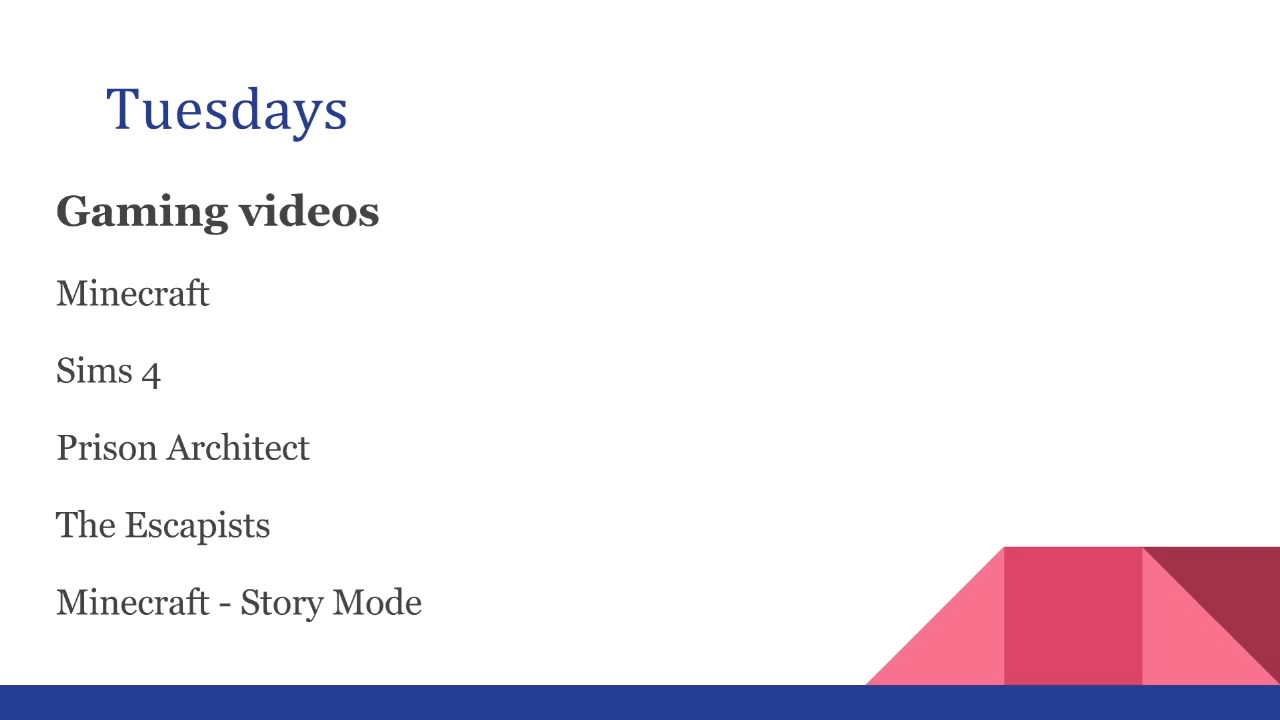 Tuesdays
Gaming videos
Minecraft
Sims 4
Prison Architect
The Escapists
Minecraft - Story Mode